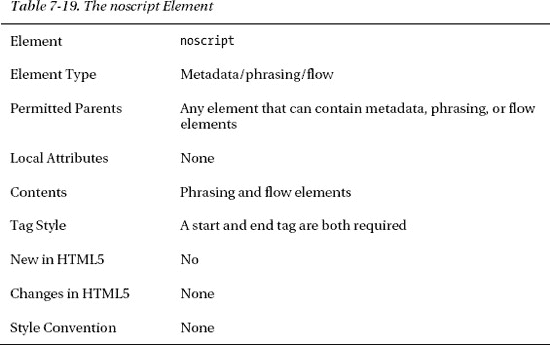 Table 7-19. The noscript Element
Element noscript
Element Type Metadata/phrasing/flow
Permitted Parents Any element that can contain metadata, phrasing, or flow
elements
Local Attributes None
Contents Phrasing and flow elements
Tag Style A start and end tag are both required
New in HTML5 No
Changes in HTML5 None
Style Convention None